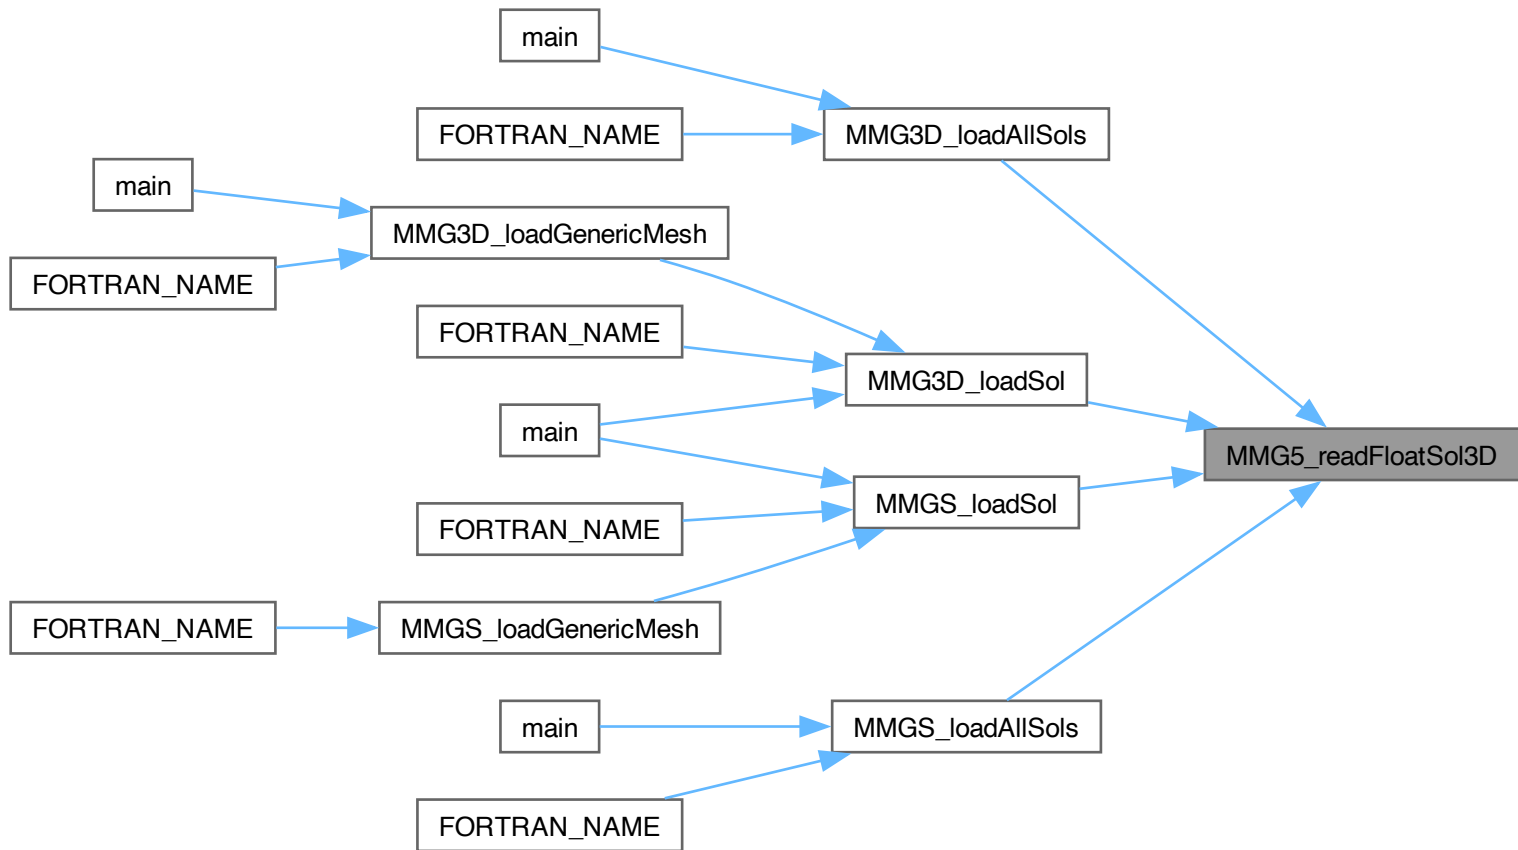 main
FORTRAN_NAME
MMG3D_loadAllSols
main
MMG3D_loadGenericMesh
FORTRAN_NAME
FORTRAN_NAME
MMG3D_loadSol
main
MMG5_readFloatSol3D
MMGS_loadSol
FORTRAN_NAME
FORTRAN_NAME
MMGS_loadGenericMesh
main
MMGS_loadAllSols
FORTRAN_NAME